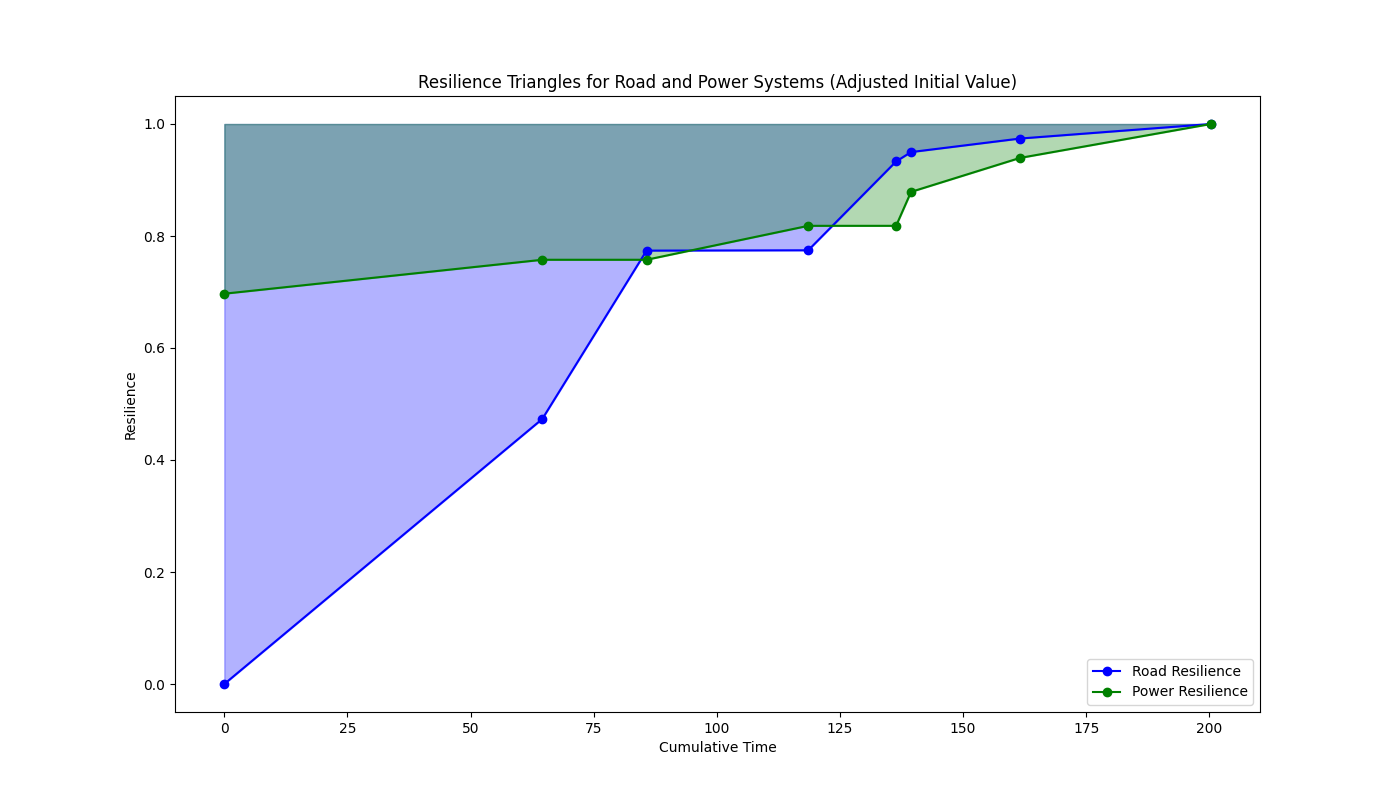 Resilience Triangles for Road and Power Systems (Adjusted Initial Value)
1.0
0.8
0.6
0.4
0.2
0.0
Resilience
Road Resilience
Power Resilience
0 25 50 75 100 125 150 175 200
Cumulative Time